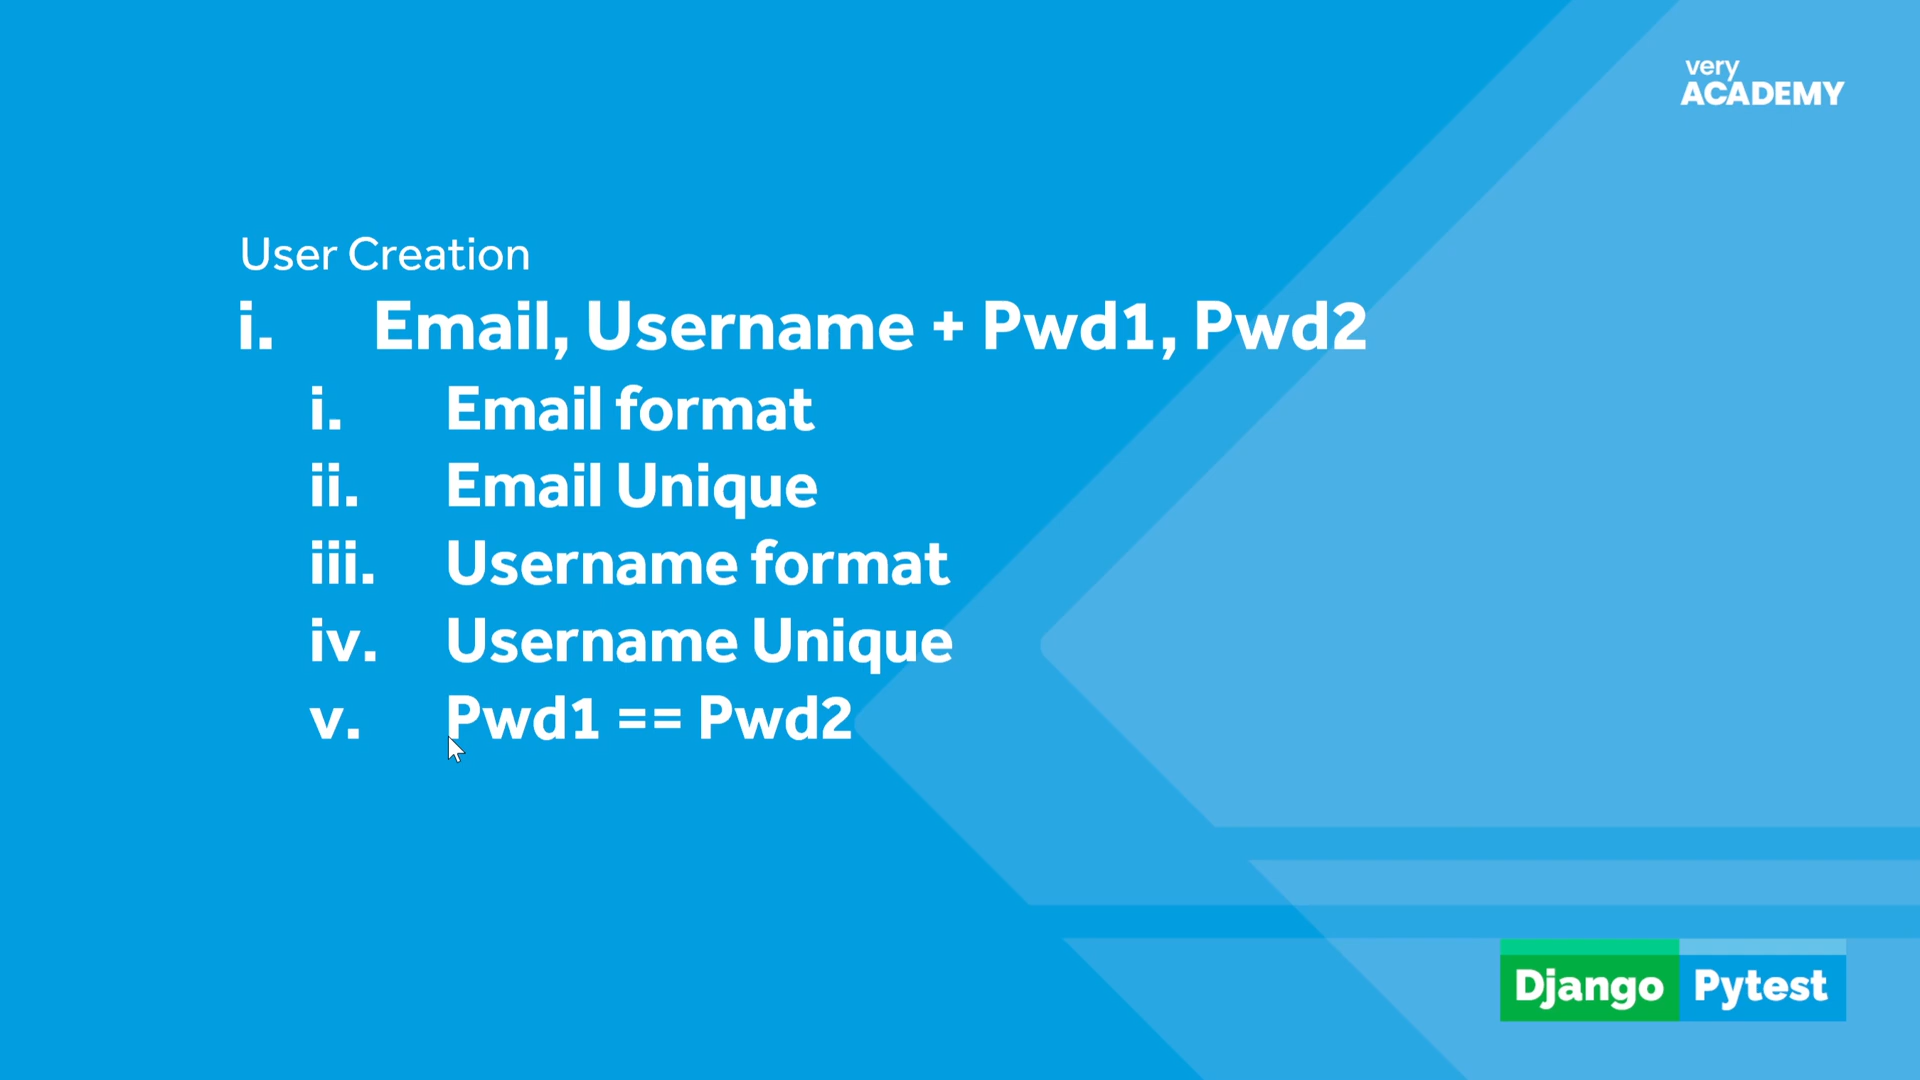 very
ACADEMY
User Creation
i. Email, Username + Pwd1, Pwd2
i. Email format
ii. Email Unique
iii. Username format
iv. Username Unique
v. Pwd1 == Pwd2
Django Pytest